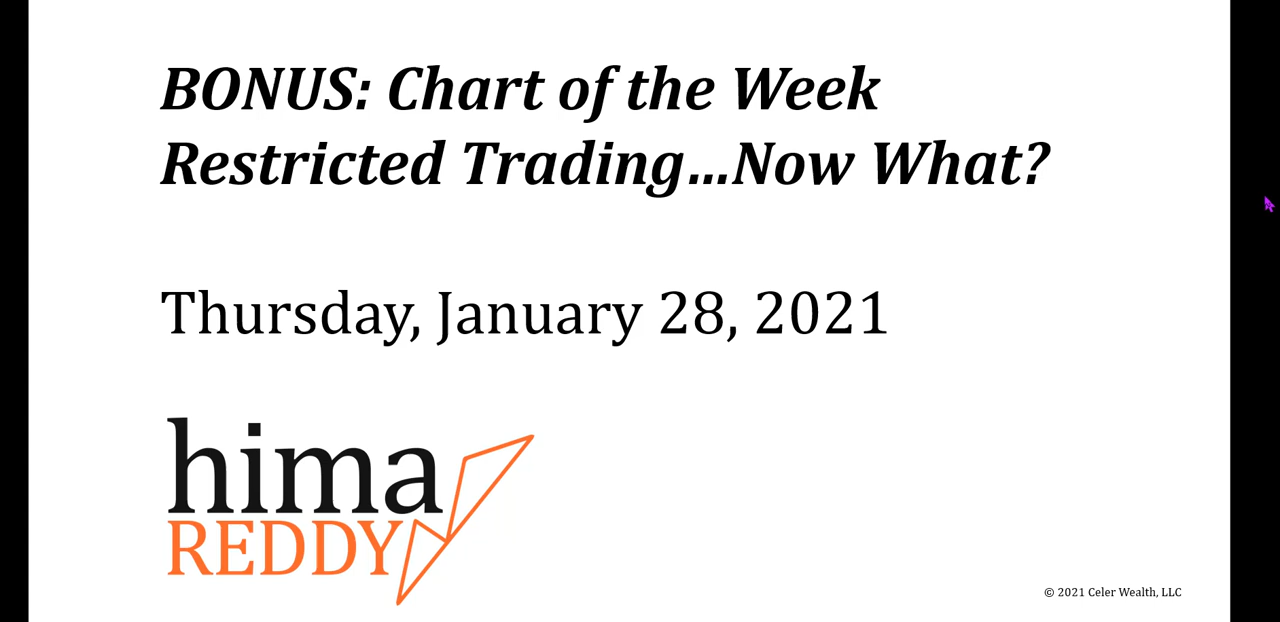 BONUS: Chart of the Week
Restricted Trading...Now What?
Thursday, January 28, 2021
hima
REDDY
© 2021 Celer Wealth, LLC